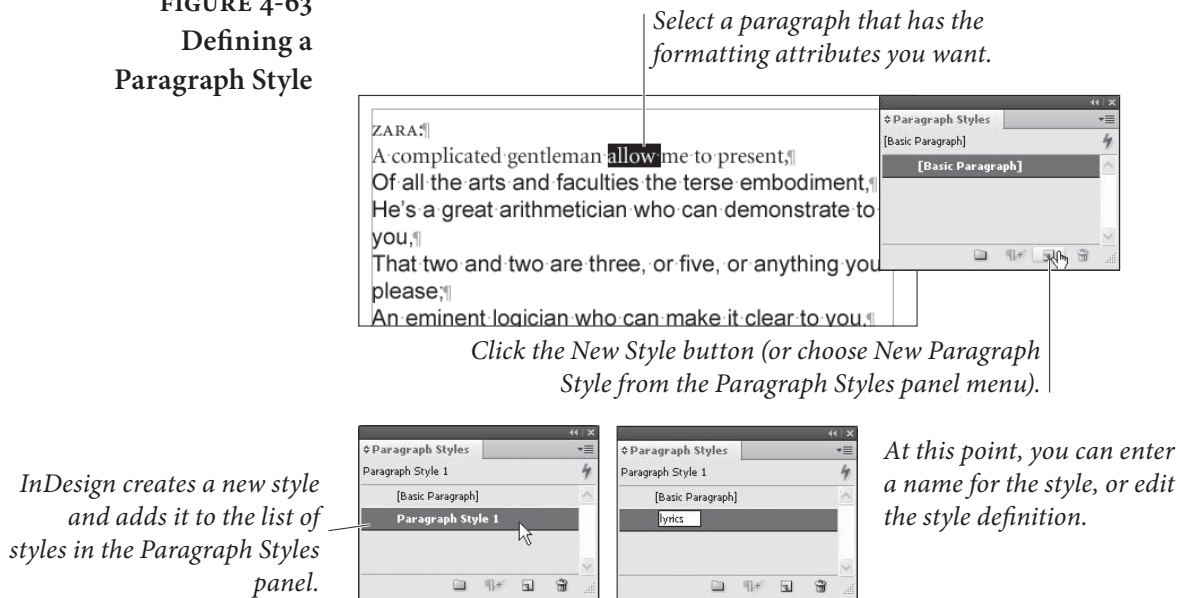 FIGURE 4-63
Defining a
Paragraph Style
Select a paragraph that has the
formatting attributes you want.
ZARA:¶
A·complicated·gentleman·allow·me·to·present,¶
Of·all·the·arts·and·faculties·the·terse·embodiment,¶
He's·a·great·arithmetician·who·can·demonstrate·to·
you,¶
That·two·and·two·are·three,·or·five,·or·anything·you
please;¶
An·eminent·logician·who·can·make·it·clear·to·you,¶
Paragraph Styles
[Basic Paragraph]
[Basic Paragraph]
Click the New Style button (or choose New Paragraph
Style from the Paragraph Styles panel menu).
InDesign creates a new style
and adds it to the list of
styles in the Paragraph Styles
panel.
Paragraph Styles
Paragraph Style 1
[Basic Paragraph]
Paragraph Style 1
Paragraph Styles
Paragraph Style 1
[Basic Paragraph]
lyrics
At this point, you can enter
a name for the style, or edit
the style definition.